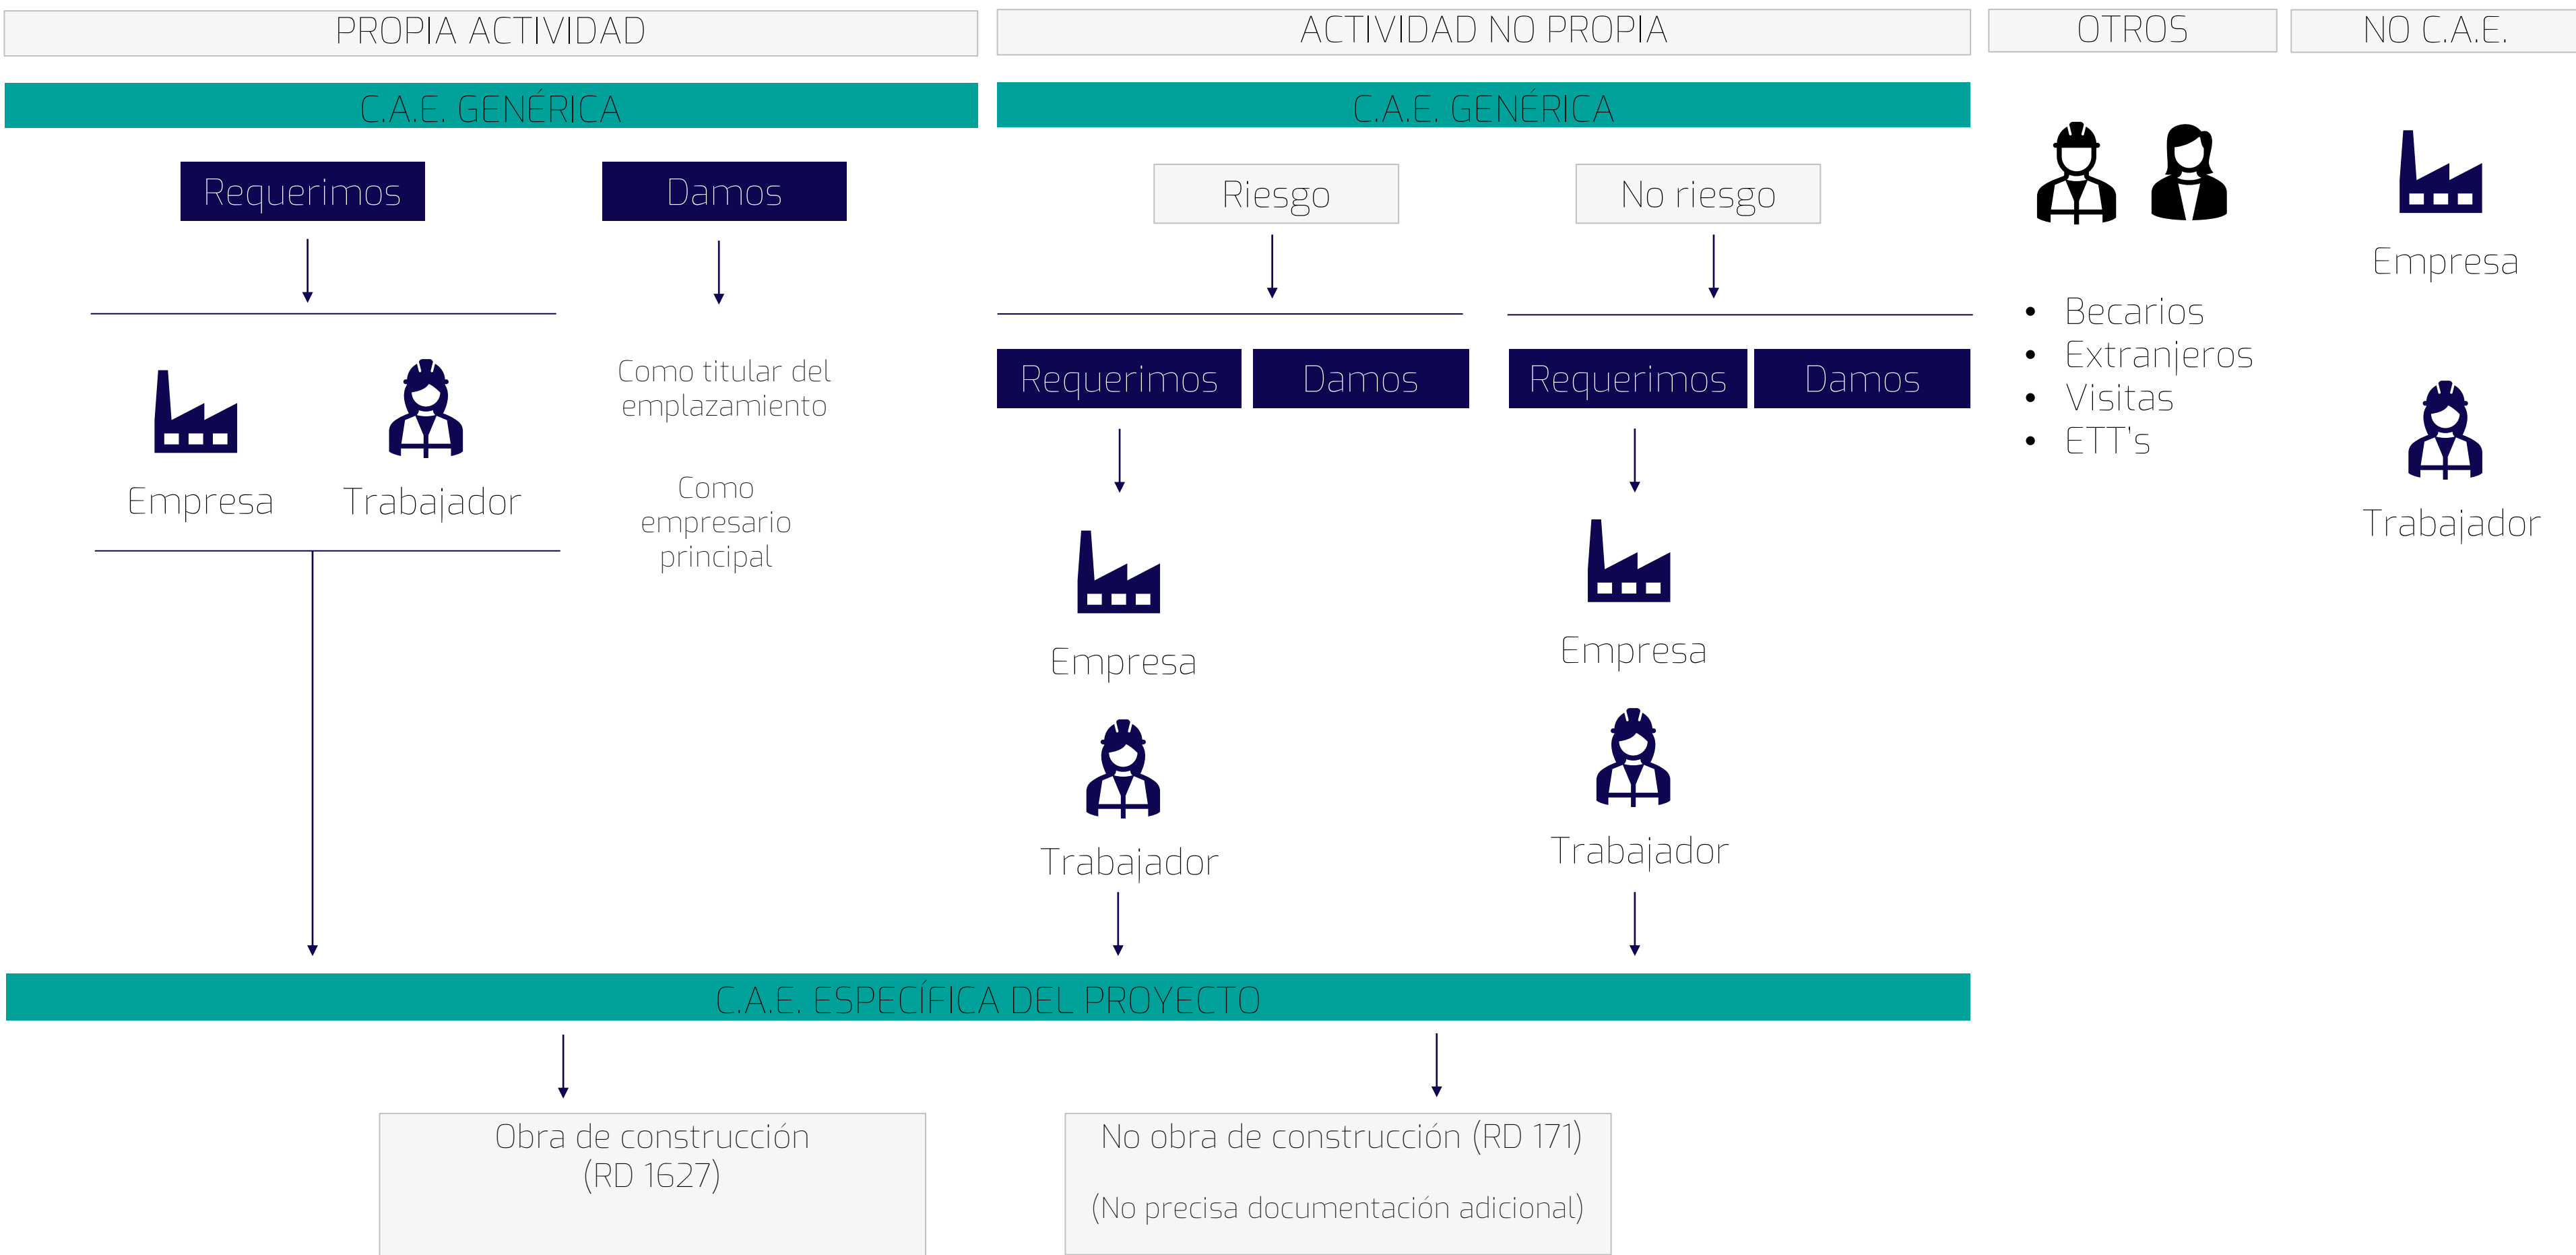 PROPIA ACTIVIDAD
ACTIVIDAD NO PROPIA
OTROS
NO C.A.E.
C.A.E. GENÉRICA
C.A.E. GENÉRICA
Requerimos
Damos
Riesgo
No riesgo
Empresa
Trabajador
Como titular del
emplazamiento
Como
empresario
principal
Requerimos
Damos
Requerimos
Damos
Empresa
Trabajador
Empresa
Trabajador
• Becarios
• Extranjeros
• Visitas
• ETT's
Empresa
Trabajador
C.A.E. ESPECÍFICA DEL PROYECTO
Obra de construcción
(RD 1627)
No obra de construcción (RD 171)
(No precisa documentación adicional)